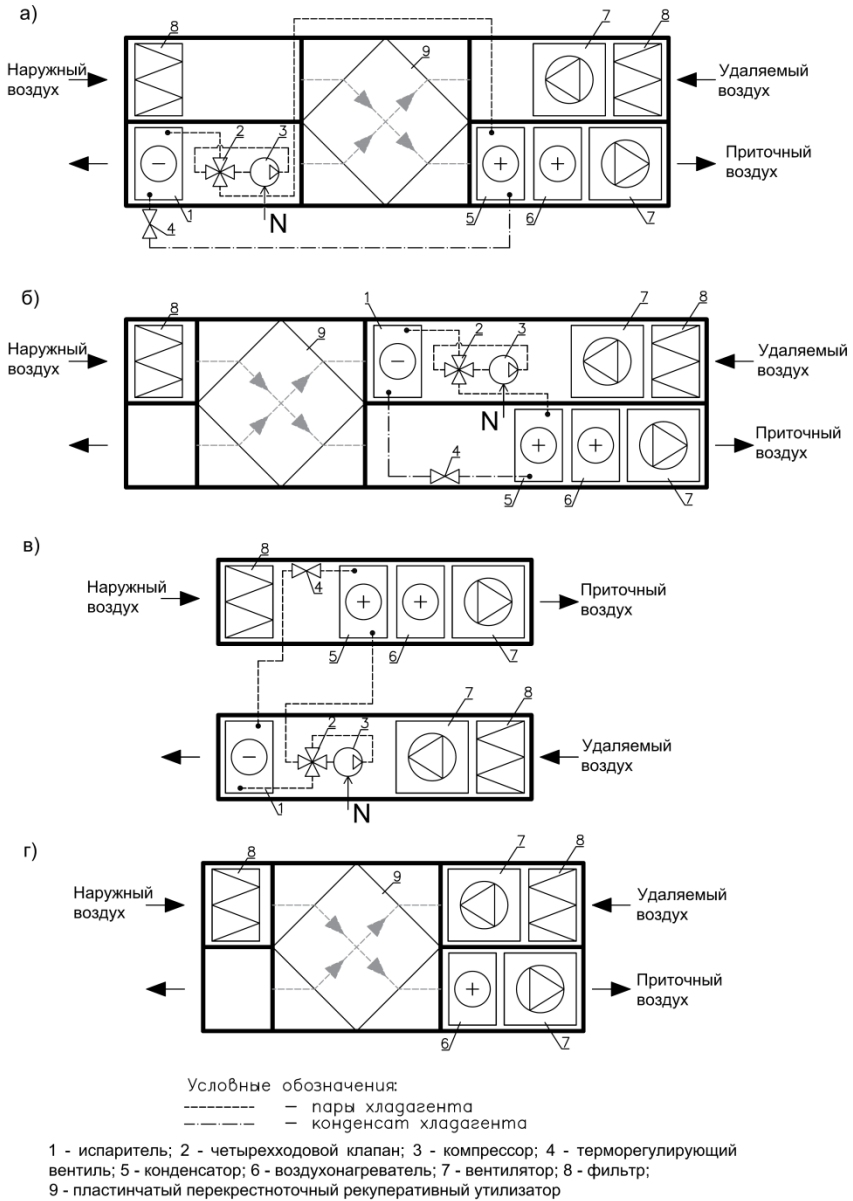 а)
8
7
8
9
Наружный
воздух
Удаляемый
воздух
2
3
Приточный
воздух
1
4
N
5
6
7
б)
8
9
1
2
3
7
8
Наружный
воздух
Удаляемый
воздух
N
4
Приточный
воздух
5
6
7
в)
8
4
Наружный
воздух
Приточный
воздух
5
6
7
2
3
7
8
Удаляемый
воздух
1
N
г)
8
9
7
8
Наружный
воздух
Удаляемый
воздух
Приточный
воздух
6
7
Условные обозначения:
– пары хладагента
– конденсат хладагента
1 - испаритель; 2 - четырехходовой клапан; 3 - компрессор; 4 - терморегулирующий
вентиль; 5 - конденсатор; 6 - воздухонагреватель; 7 - вентилятор; 8 - фильтр;
9 - пластинчатый перекрестноточный рекуперативный утилизатор